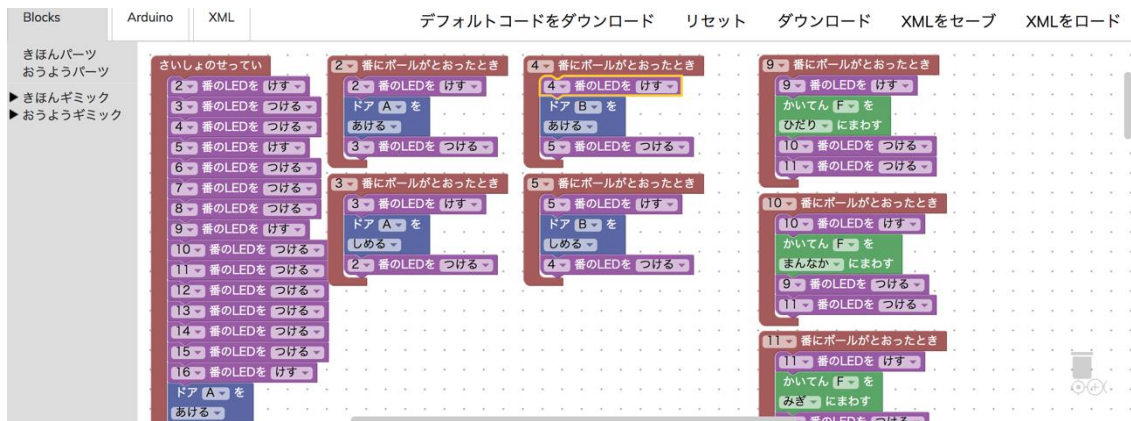 Blocks
Arduino
XML
デフォルトコードをダウンロード
リセット
ダウンロード
XMLをセーブ
XMLをロード
きほんパーツ
おうようパーツ
▶ きほんギミック
▶ おうようギミック
さいしょのせってい
2 番のLEDを けす
3 番のLEDを つける
4 番のLEDを つける
5 番のLEDを けす
6 番のLEDを つける
7 番のLEDを つける
8 番のLEDを つける
9 番のLEDを けす
10 番のLEDを つける
11 番のLEDを つける
12 番のLEDを つける
13 番のLEDを つける
14 番のLEDを つける
15 番のLEDを つける
16 番のLEDを けす
ドア A を
あける
2 番にボールがとおったとき
2 番のLEDを けす
ドア A を
あける
3 番のLEDを つける
3 番にボールがとおったとき
3 番のLEDを けす
ドア A を
しめる
2 番のLEDを つける
4 番にボールがとおったとき
4 番のLEDを けす
ドア B を
あける
5 番のLEDを つける
5 番にボールがとおったとき
5 番のLEDを けす
ドア B を
しめる
4 番のLEDを つける
9 番にボールがとおったとき
9 番のLEDを けす
かいてん F を
ひだり にまわす
10 番のLEDを つける
11 番のLEDを つける
10 番にボールがとおったとき
10 番のLEDを けす
かいてん F を
まんなか にまわす
9 番のLEDを つける
11 番のLEDを つける
11 番にボールがとおったとき
11 番のLEDを けす
かいてん F を
みぎ にまわす
番のLEDを つける